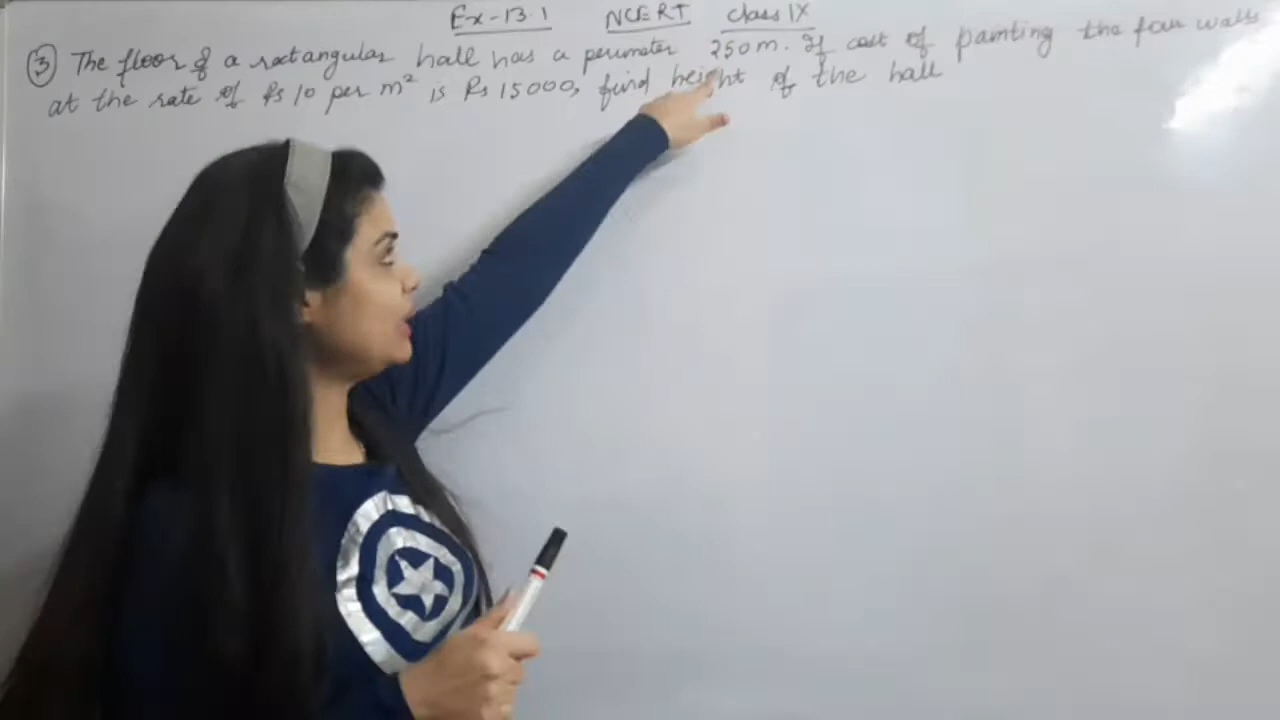 Ex-13.1 NCERT Class IX
③ The floor of a rectangular hall has a perimeter 250m. If cost of painting the four walls
at the rate of Rs 10 per m² is Rs 15000, find height of the hall